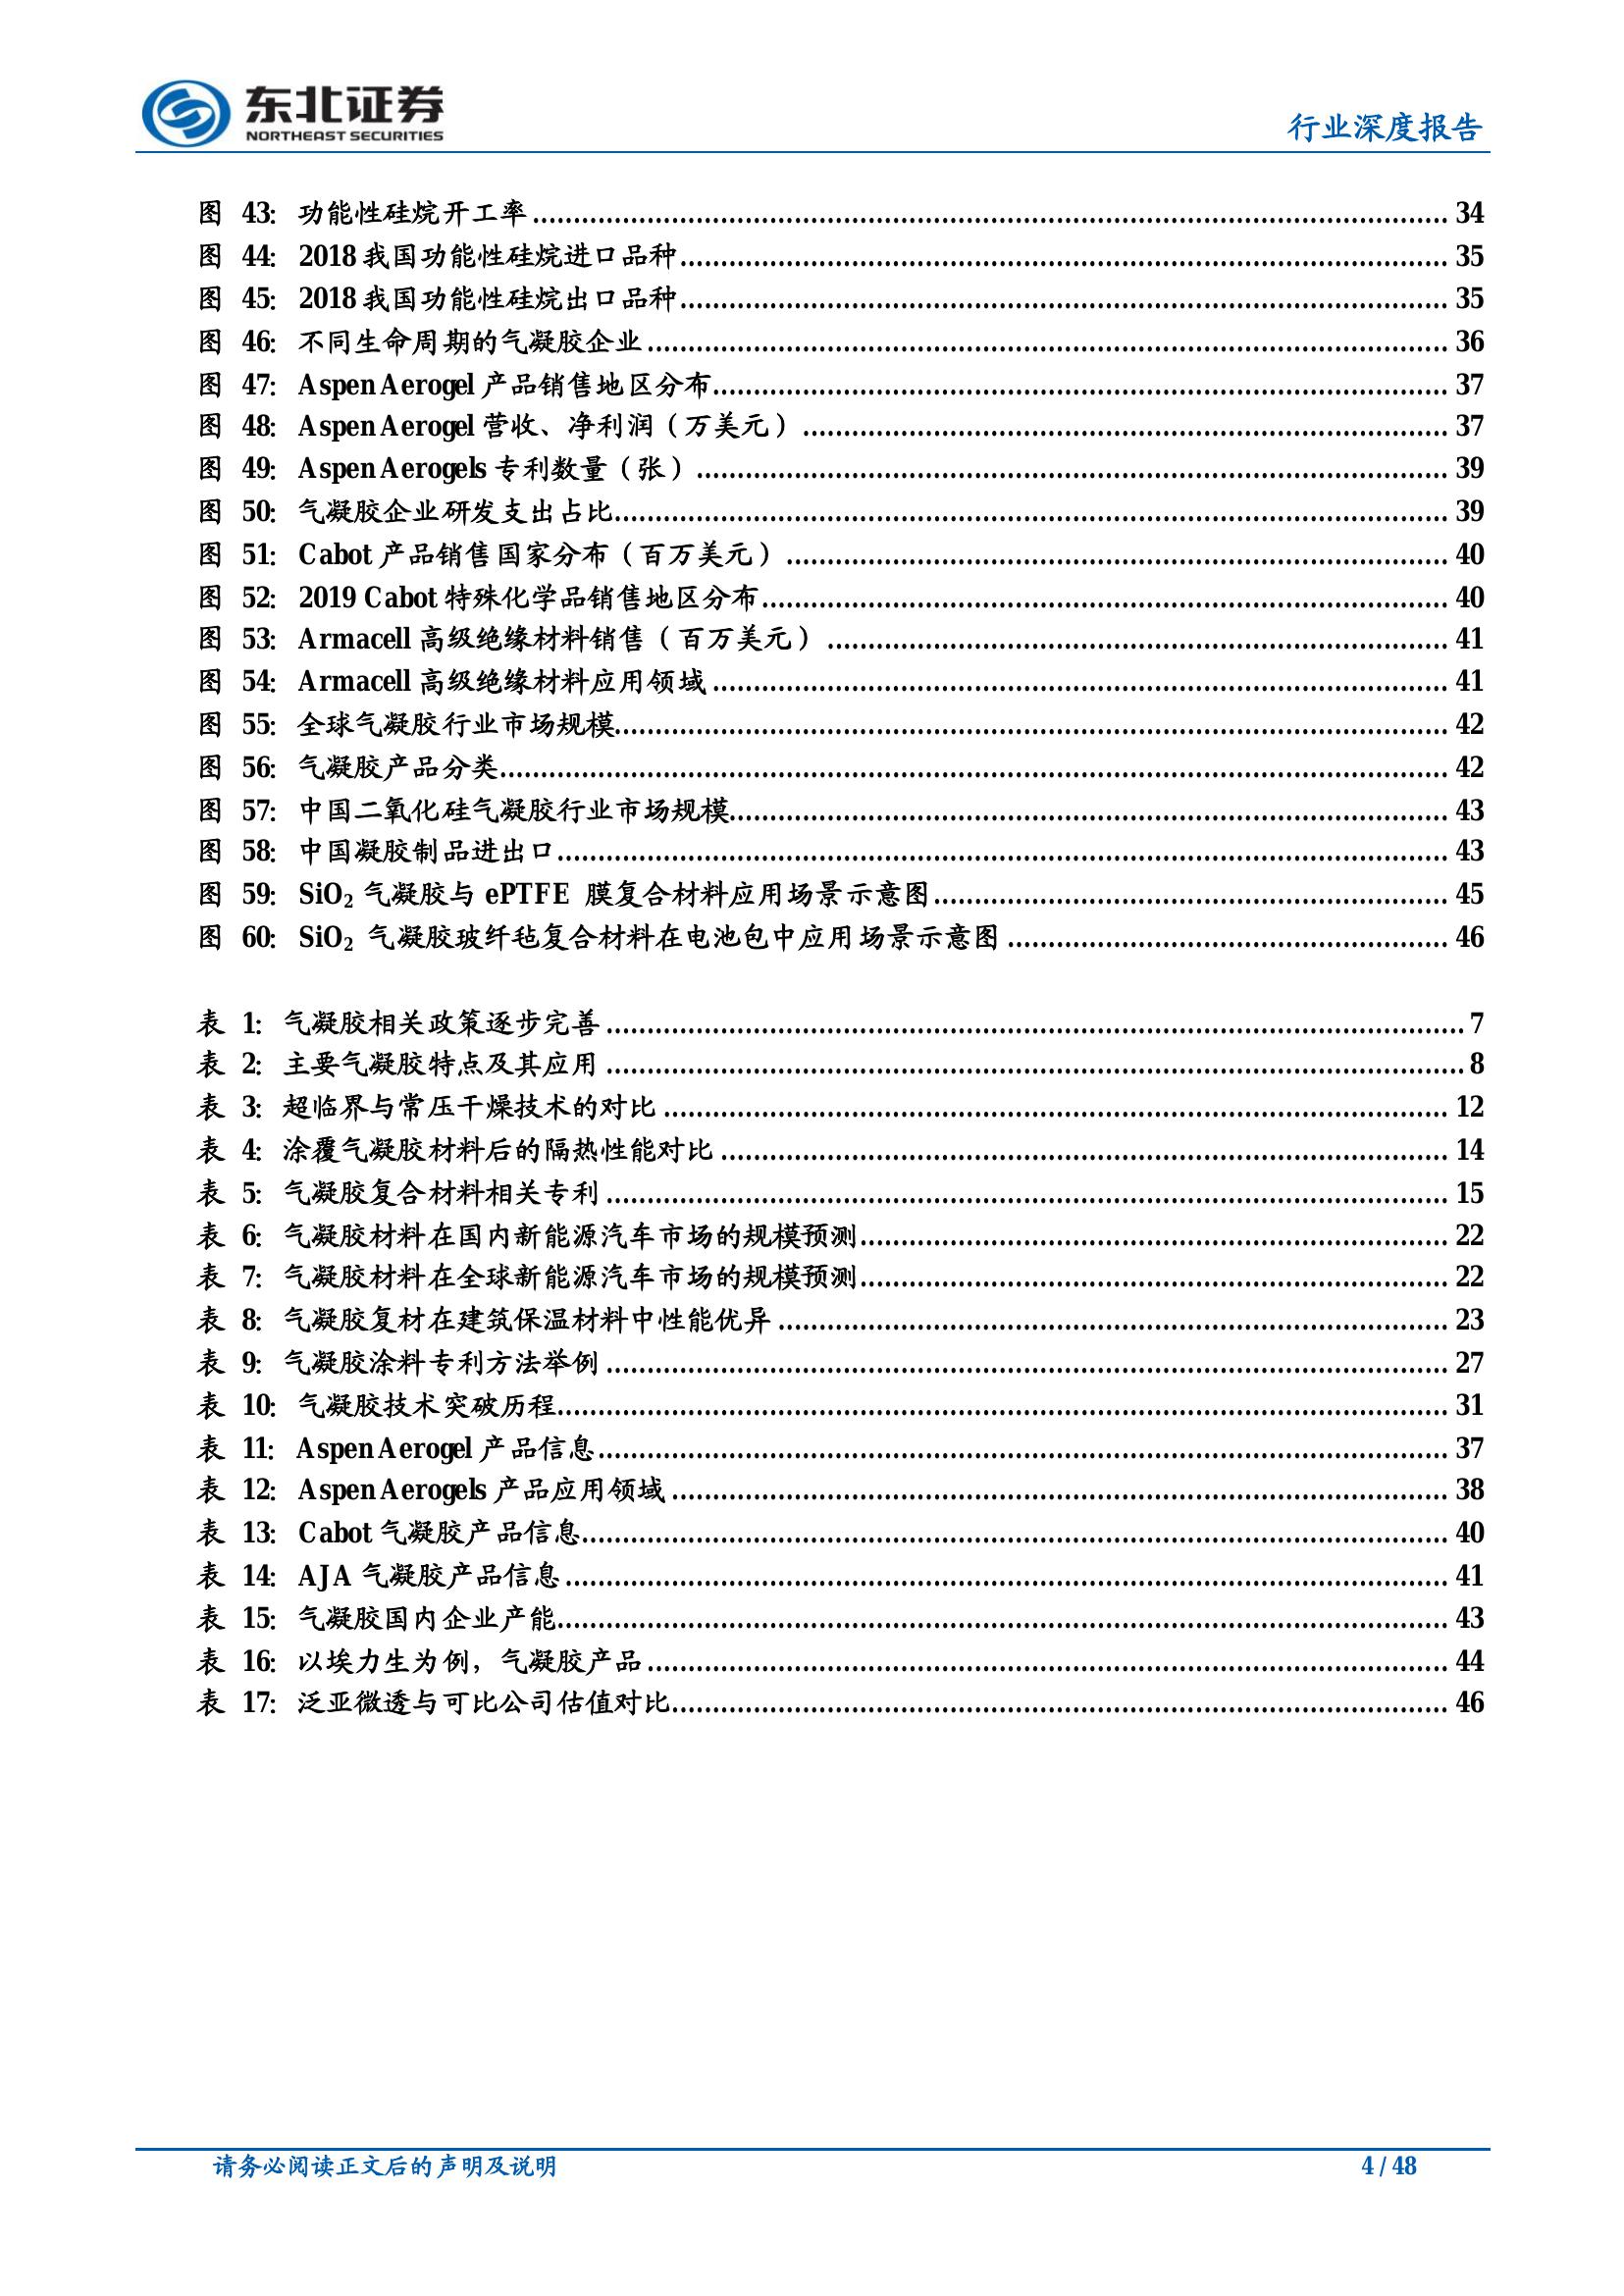 东北证券
NORTHEAST SECURITIES
行业深度报告
图 43: 功能性硅烷开工率 34
图 44: 2018 我国功能性硅烷进口品种 35
图 45: 2018 我国功能性硅烷出口品种 35
图 46: 不同生命周期的气凝胶企业 36
图 47: Aspen Aerogel 产品销售地区分布 37
图 48: Aspen Aerogel 营收、净利润（万美元） 37
图 49: Aspen Aerogels 专利数量（张） 39
图 50: 气凝胶企业研发支出占比 39
图 51: Cabot 产品销售国家分布（百万美元） 40
图 52: 2019 Cabot 特殊化学品销售地区分布 40
图 53: Armacell 高级绝缘材料销售（百万美元） 41
图 54: Armacell 高级绝缘材料应用领域 41
图 55: 全球气凝胶行业市场规模 42
图 56: 气凝胶产品分类 42
图 57: 中国二氧化硅气凝胶行业市场规模 43
图 58: 中国凝胶制品进出口 43
图 59: SiO₂ 气凝胶与 ePTFE 膜复合材料应用场景示意图 45
图 60: SiO₂ 气凝胶玻纤毡复合材料在电池包中应用场景示意图 46
表 1: 气凝胶相关政策逐步完善 7
表 2: 主要气凝胶特点及其应用 8
表 3: 超临界与常压干燥技术的对比 12
表 4: 涂覆气凝胶材料后的隔热性能对比 14
表 5: 气凝胶复合材料相关专利 15
表 6: 气凝胶材料在国内新能源汽车市场的规模预测 22
表 7: 气凝胶材料在全球新能源汽车市场的规模预测 22
表 8: 气凝胶复材在建筑保温材料中性能优异 23
表 9: 气凝胶涂料专利方法举例 27
表 10: 气凝胶技术突破历程 31
表 11: Aspen Aerogel 产品信息 37
表 12: Aspen Aerogels 产品应用领域 38
表 13: Cabot 气凝胶产品信息 40
表 14: AJA 气凝胶产品信息 41
表 15: 气凝胶国内企业产能 43
表 16: 以埃力生为例，气凝胶产品 44
表 17: 泛亚微透与可比公司估值对比 46
请务必阅读正文后的声明及说明
4 / 48